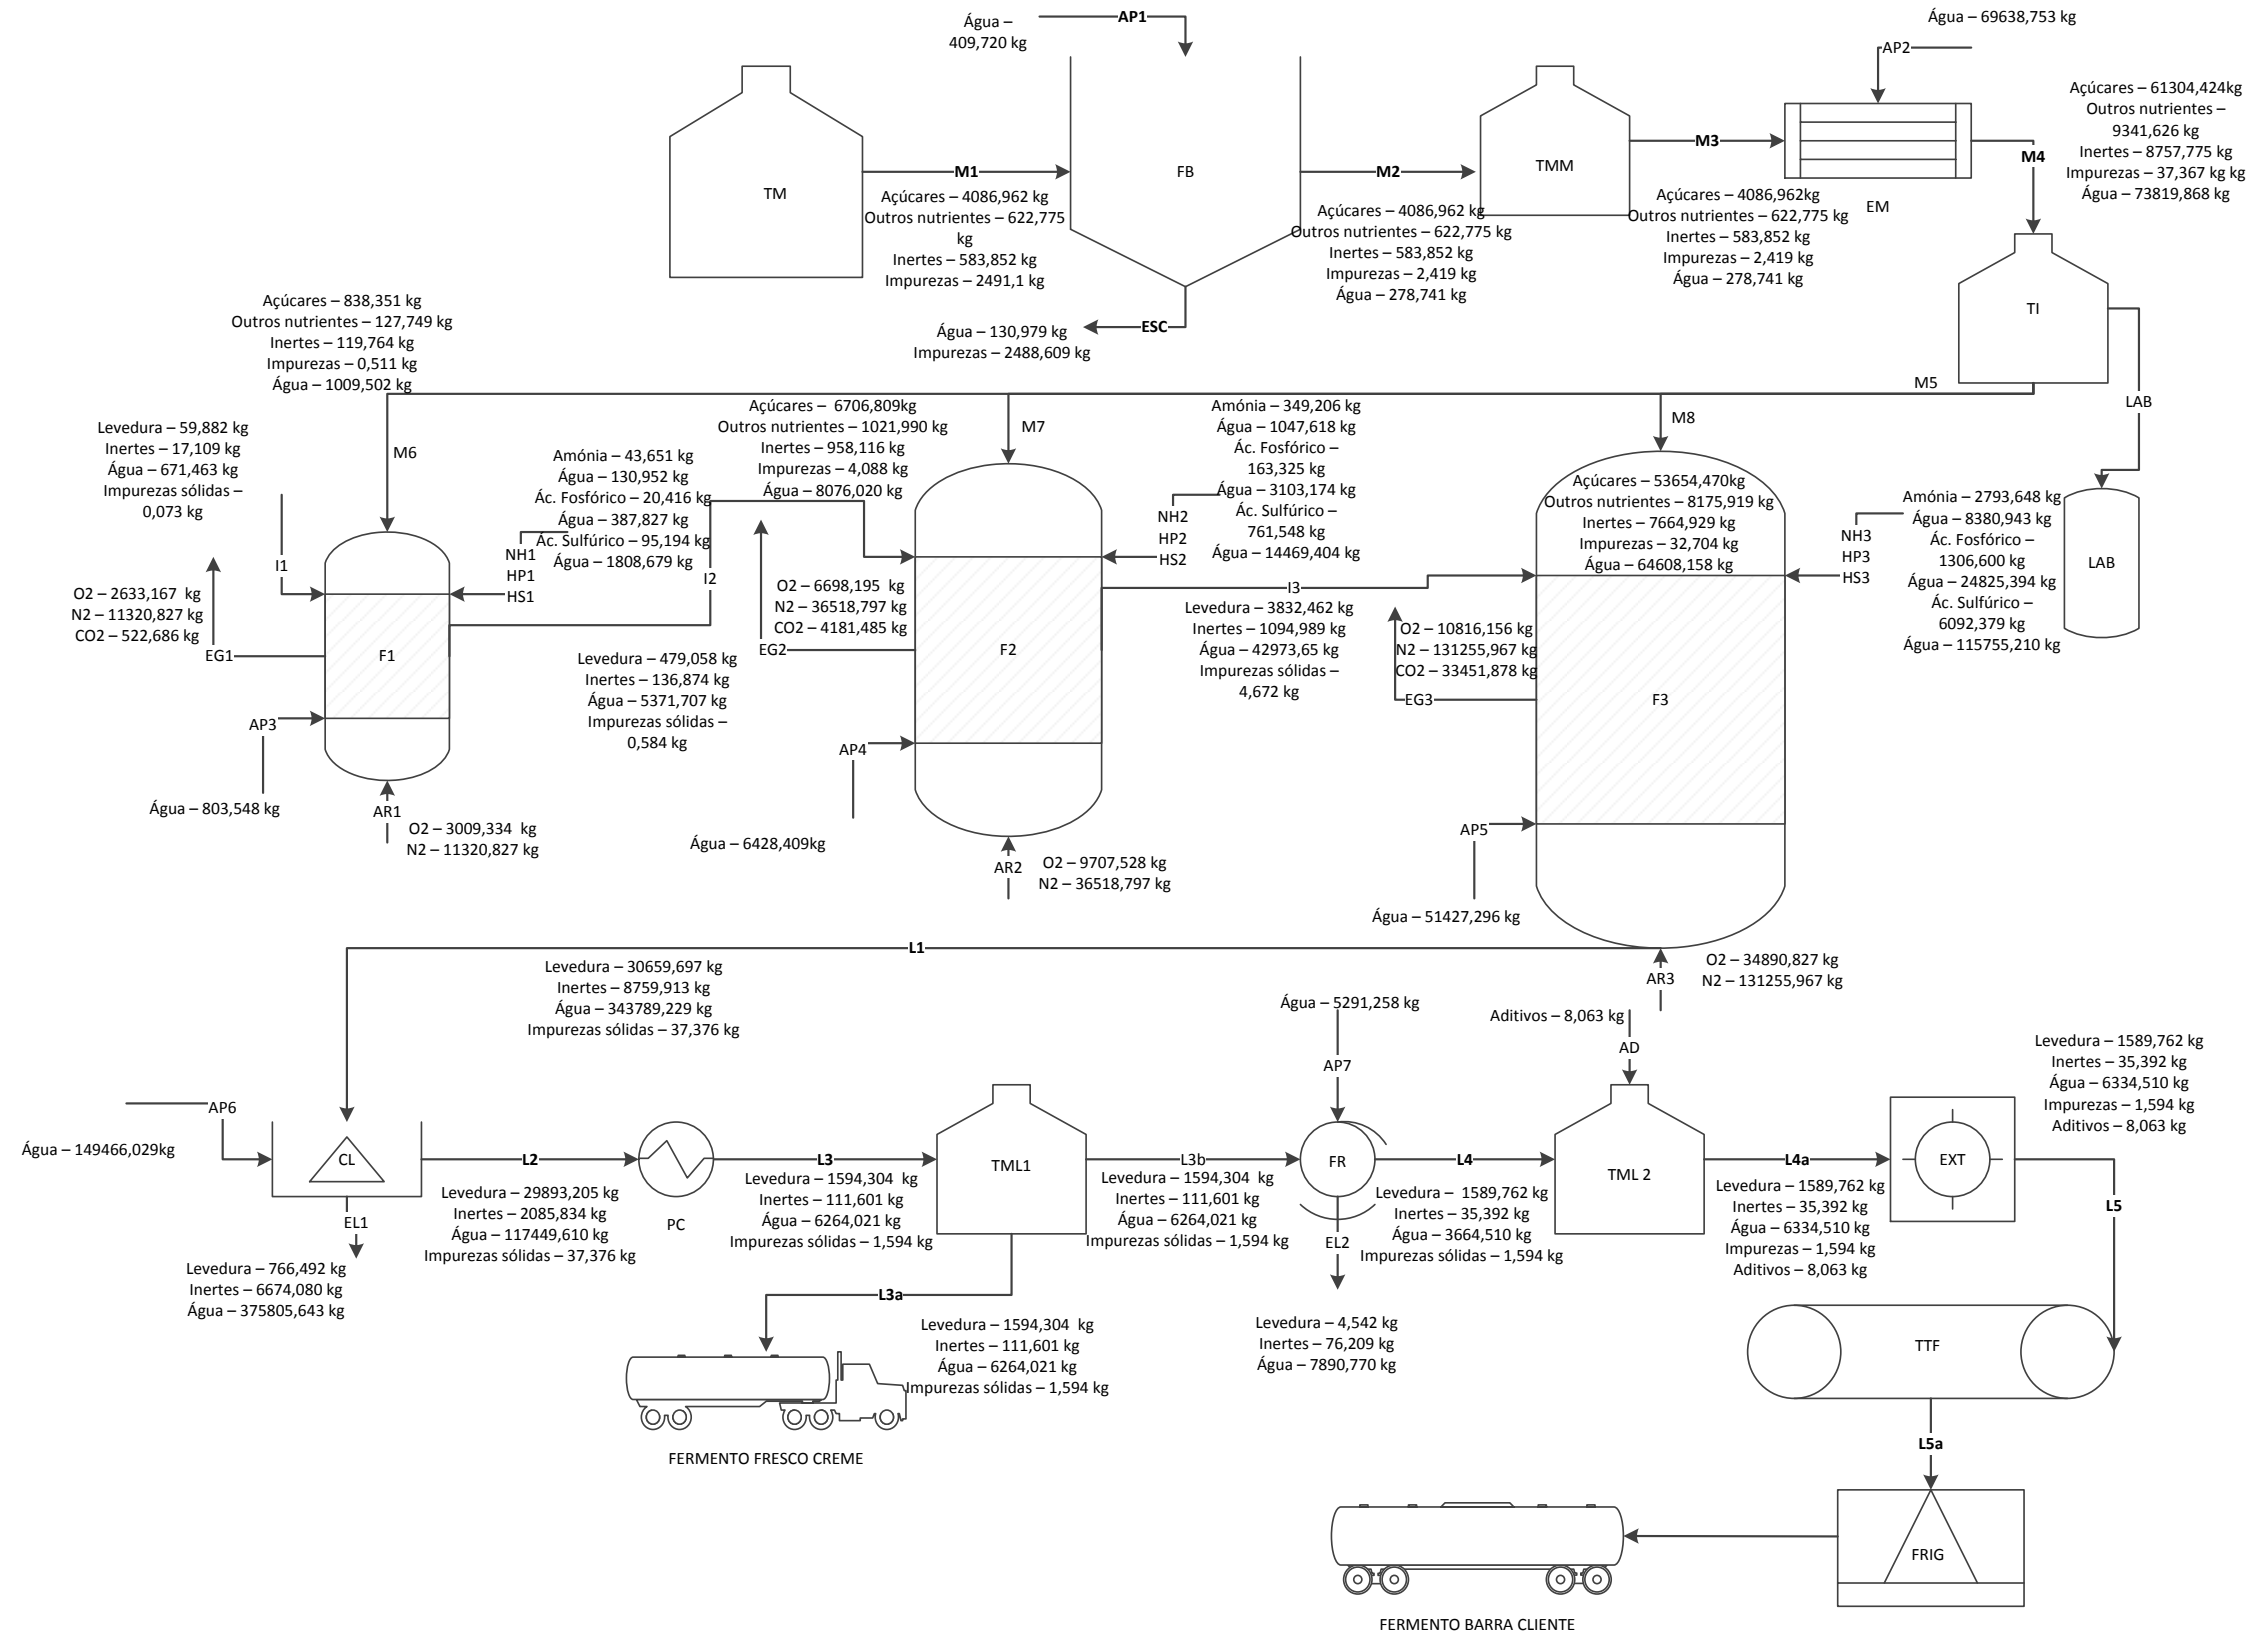 Água –
409,720 kg
AP1
Água – 69638,753 kg
AP2
Açúcares – 61304,424kg
Outros nutrientes –
9341,626 kg
Inertes – 8757,775 kg
Impurezas – 37,367 kg kg
Água – 73819,868 kg
TM
M1
Açúcares – 4086,962 kg
Outros nutrientes – 622,775
kg
Inertes – 583,852 kg
Impurezas – 2491,1 kg
FB
M2
Açúcares – 4086,962 kg
Outros nutrientes – 622,775 kg
Inertes – 583,852 kg
Impurezas – 2,419 kg
Água – 278,741 kg
TMM
M3
Açúcares – 4086,962kg
Outros nutrientes – 622,775 kg
Inertes – 583,852 kg
Impurezas – 2,419 kg
Água – 278,741 kg
EM
M4
ESC
Água – 130,979 kg
Impurezas – 2488,609 kg
TI
LAB
LAB
M5
Açúcares – 838,351 kg
Outros nutrientes – 127,749 kg
Inertes – 119,764 kg
Impurezas – 0,511 kg
Água – 1009,502 kg
M6
Levedura – 59,882 kg
Inertes – 17,109 kg
Água – 671,463 kg
Impurezas sólidas –
0,073 kg
I1
Amónia – 43,651 kg
Água – 130,952 kg
Ác. Fosfórico – 20,416 kg
Água – 387,827 kg
Ác. Sulfúrico – 95,194 kg
Água – 1808,679 kg
NH1
HP1
HS1
I2
O2 – 2633,167 kg
N2 – 11320,827 kg
CO2 – 522,686 kg
EG1
F1
AP3
Água – 803,548 kg
AR1
O2 – 3009,334 kg
N2 – 11320,827 kg
Levedura – 479,058 kg
Inertes – 136,874 kg
Água – 5371,707 kg
Impurezas sólidas –
0,584 kg
Açúcares – 6706,809kg
Outros nutrientes – 1021,990 kg
Inertes – 958,116 kg
Impurezas – 4,088 kg
Água – 8076,020 kg
M7
Amónia – 349,206 kg
Água – 1047,618 kg
Ác. Fosfórico –
163,325 kg
Água – 3103,174 kg
Ác. Sulfúrico –
761,548 kg
Água – 14469,404 kg
NH2
HP2
HS2
O2 – 6698,195 kg
N2 – 36518,797 kg
CO2 – 4181,485 kg
EG2
F2
AP4
Água – 6428,409kg
AR2
O2 – 9707,528 kg
N2 – 36518,797 kg
I3
Levedura – 3832,462 kg
Inertes – 1094,989 kg
Água – 42973,65 kg
Impurezas sólidas –
4,672 kg
M8
Açúcares – 53654,470kg
Outros nutrientes – 8175,919 kg
Inertes – 7664,929 kg
Impurezas – 32,704 kg
Água – 64608,158 kg
Amónia – 2793,648 kg
Água – 8380,943 kg
Ác. Fosfórico –
1306,600 kg
Água – 24825,394 kg
Ác. Sulfúrico –
6092,379 kg
Água – 115755,210 kg
NH3
HP3
HS3
O2 – 10816,156 kg
N2 – 131255,967 kg
CO2 – 33451,878 kg
EG3
F3
AP5
Água – 51427,296 kg
AR3
O2 – 34890,827 kg
N2 – 131255,967 kg
L1
Levedura – 30659,697 kg
Inertes – 8759,913 kg
Água – 343789,229 kg
Impurezas sólidas – 37,376 kg
AP6
Água – 149466,029kg
CL
EL1
Levedura – 766,492 kg
Inertes – 6674,080 kg
Água – 375805,643 kg
L2
Levedura – 29893,205 kg
Inertes – 2085,834 kg
Água – 117449,610 kg
Impurezas sólidas – 37,376 kg
PC
L3
Levedura – 1594,304 kg
Inertes – 111,601 kg
Água – 6264,021 kg
Impurezas sólidas – 1,594 kg
TML1
L3a
Levedura – 1594,304 kg
Inertes – 111,601 kg
Água – 6264,021 kg
Impurezas sólidas – 1,594 kg
FERMENTO FRESCO CREME
L3b
Levedura – 1594,304 kg
Inertes – 111,601 kg
Água – 6264,021 kg
Impurezas sólidas – 1,594 kg
Água – 5291,258 kg
AP7
FR
EL2
Levedura – 4,542 kg
Inertes – 76,209 kg
Água – 7890,770 kg
L4
Levedura – 1589,762 kg
Inertes – 35,392 kg
Água – 3664,510 kg
Impurezas sólidas – 1,594 kg
Aditivos – 8,063 kg
AD
TML 2
L4a
Levedura – 1589,762 kg
Inertes – 35,392 kg
Água – 6334,510 kg
Impurezas – 1,594 kg
Aditivos – 8,063 kg
EXT
Levedura – 1589,762 kg
Inertes – 35,392 kg
Água – 6334,510 kg
Impurezas – 1,594 kg
Aditivos – 8,063 kg
L5
TTF
L5a
FRIG
FERMENTO BARRA CLIENTE